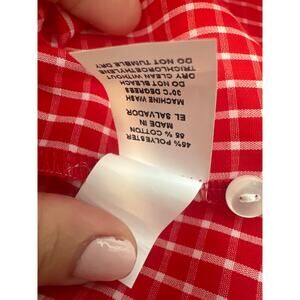 45% POLYESTER
55 % COTTON
MADE IN
EL SALVADOR
MACHINE WASH
30°C DEGREES
DO NOT BLEACH
DRY CLEAN WITHOUT
TRICHLORCETHYLENE
DO NOT TUMBLE DRY